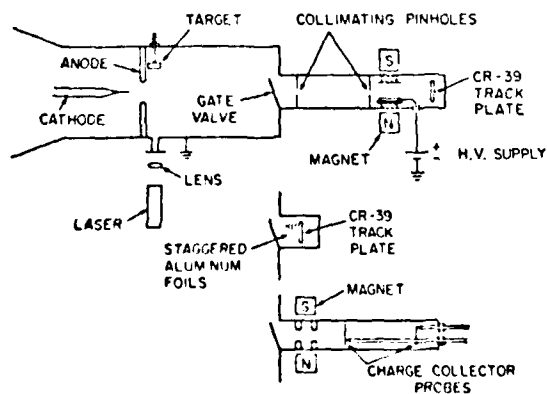 TARGET
COLLIMATING PINHOLES
ANODE
S
CR-39
TRACK
PLATE
CATHODE
GATE
VALVE
N
MAGNET
+
-
H.V. SUPPLY
LENS
LASER
CR-39
TRACK
PLATE
STAGGERED
ALUMINUM
FOILS
MAGNET
S
N
CHARGE COLLECTOR
PROBES